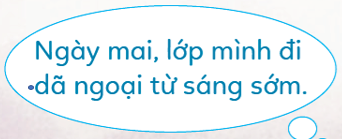 Ngày mai, lớp mình đi
dã ngoại từ sáng sớm.